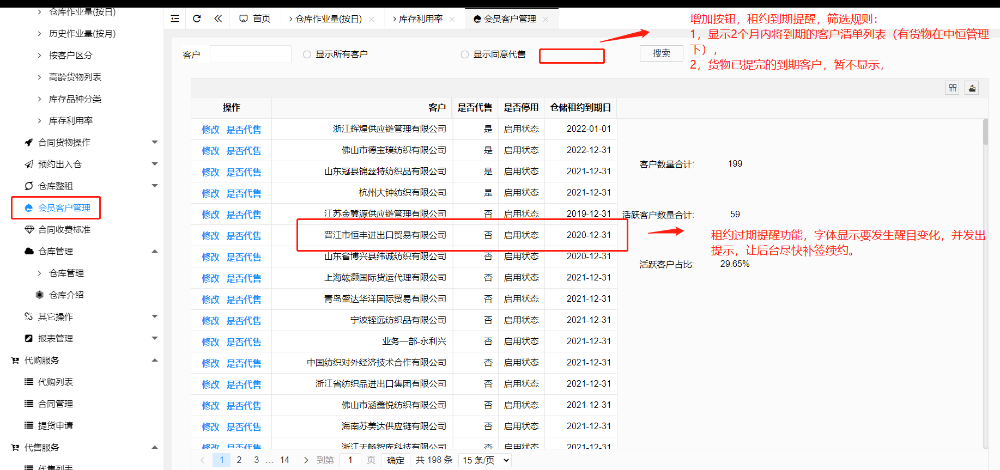 仓库作业量(按日)
历史作业量(按月)
按客户区分
高龄货物列表
库存品种分类
库存利用率
合同货物操作
预约出入仓
仓库整租
会员客户管理
合同收费标准
仓库管理
仓库管理
仓库介绍
其它操作
报表管理
代购服务
代购列表
合同管理
提货申请
代售服务
代售列表
首页
仓库作业量(按日)
库存利用率
会员客户管理
增加按钮，租约到期提醒，筛选规则：
1，显示2个月内将到期的客户清单列表（有货物在中恒管理
下），
2，货物已提完的到期客户，暂不显示，
客户 显示所有客户 显示同意代售 搜索
操作 客户 是否代售 是否停用 仓储租约到期日
修改 是否代售 浙江辉煌供应链管理有限公司 是 启用状态 2022-01-01
修改 是否代售 佛山市德宝璞纺织有限公司 是 启用状态 2022-12-31
修改 是否代售 山东冠县锦丝特纺织品有限公司 是 启用状态 2021-12-31
修改 是否代售 杭州大钟纺织有限公司 是 启用状态 2021-12-31
修改 是否代售 江苏金冀源供应链管理有限公司 否 启用状态 2019-12-31
修改 是否代售 晋江市恒丰进出口贸易有限公司 否 启用状态 2020-12-31
修改 是否代售 山东省博兴县纬诚纺织有限公司 否 启用状态 2020-12-31
修改 是否代售 上海竑灏国际货运代理有限公司 否 启用状态 2021-12-31
修改 是否代售 青岛盛达华洋国际贸易有限公司 否 启用状态 2021-12-31
修改 是否代售 宁波铚远纺织品有限公司 否 启用状态 2021-12-31
修改 是否代售 业务一部-永利兴 否 启用状态 2021-12-31
修改 是否代售 中国纺织对外经济技术合作有限公司 否 启用状态 2021-12-31
修改 是否代售 浙江省纺织品进出口集团有限公司 否 启用状态 2021-12-31
修改 是否代售 佛山市涵鑫悦纺织有限公司 否 启用状态 2021-12-31
修改 是否代售 海南苏美达供应链有限公司 否 启用状态 2021-12-31
修改 是否代售 浙江天畅智库科技有限公司 否 启用状态 2021-12-31
客户数量合计: 199
活跃客户数量合计: 59
租约过期提醒功能，字体显示要发生醒目变化，并发出
提示，让后台尽快补签续约。
活跃客户占比: 29.65%
1 2 3 … 14 到第 1 页 确定 共 198 条 15 条/页